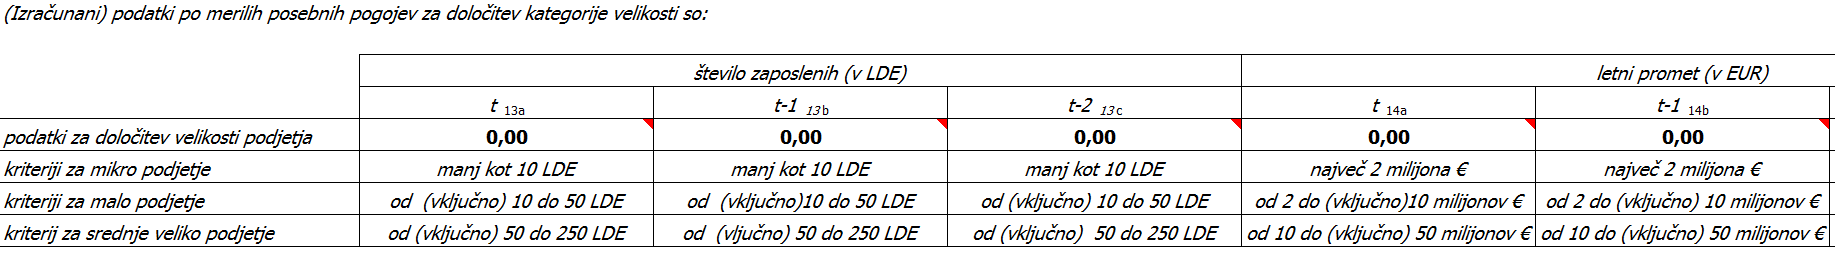 (Izračunani) podatki po merilih posebnih pogojev za določitev kategorije velikosti so:
število zaposlenih (v LDE) letni promet (v EUR)
t 13a t-1 13b t-2 13c t 14a t-1 14b
podatki za določitev velikosti podjetja 0,00 0,00 0,00 0,00 0,00
kriteriji za mikro podjetje manj kot 10 LDE manj kot 10 LDE manj kot 10 LDE največ 2 milijona € največ 2 milijona €
kriteriji za malo podjetje od (vključno) 10 do 50 LDE od (vključno)10 do 50 LDE od (vključno) 10 do 50 LDE od 2 do (vključno)10 milijonov € od 2 do (vključno) 10 milijonov €
kriterij za srednje veliko podjetje od (vključno) 50 do 250 LDE od (vljučno) 50 do 250 LDE od (vključno) 50 do 250 LDE od 10 do (vključno) 50 milijonov € od 10 do (vključno) 50 milijonov €